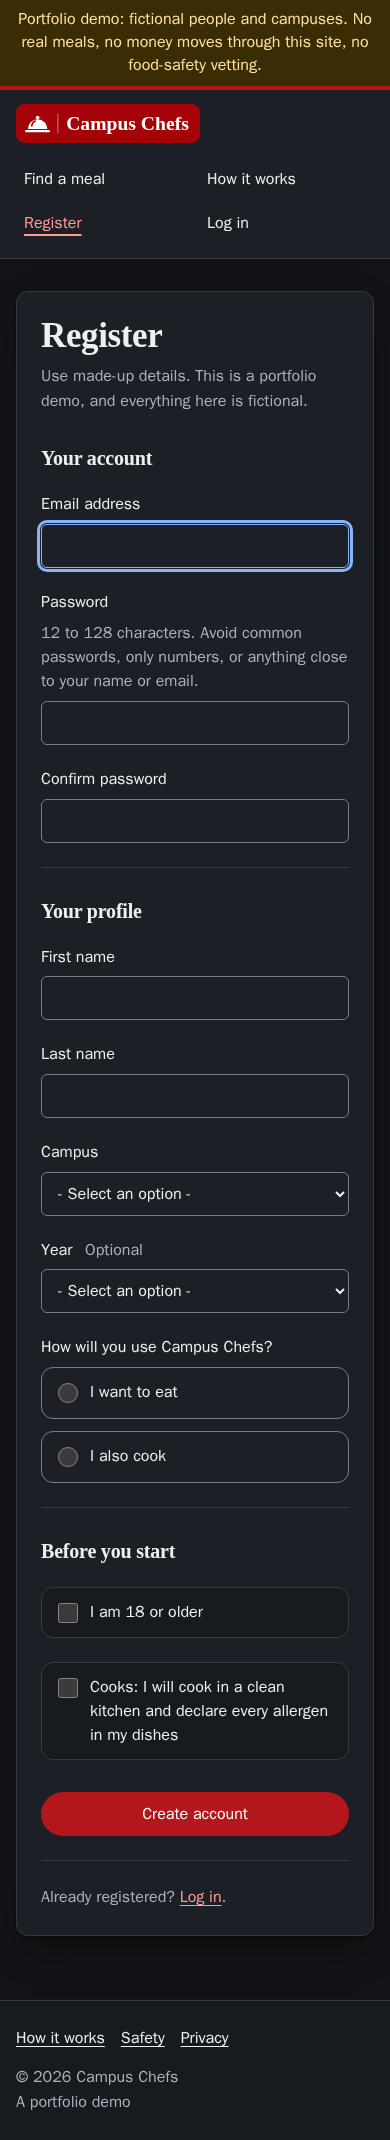 Portfolio demo: fictional people and campuses. No
real meals, no money moves through this site, no
food-safety vetting.
Campus Chefs
Find a meal
How it works
Register
Log in
Register
Use made-up details. This is a portfolio
demo, and everything here is fictional.
Your account
Email address
Password
12 to 128 characters. Avoid common
passwords, only numbers, or anything close
to your name or email.
Confirm password
Your profile
First name
Last name
Campus
- Select an option -
Year Optional
- Select an option -
How will you use Campus Chefs?
I want to eat
I also cook
Before you start
I am 18 or older
Cooks: I will cook in a clean
kitchen and declare every allergen
in my dishes
Create account
Already registered? Log in.
How it works Safety Privacy
© 2026 Campus Chefs
A portfolio demo